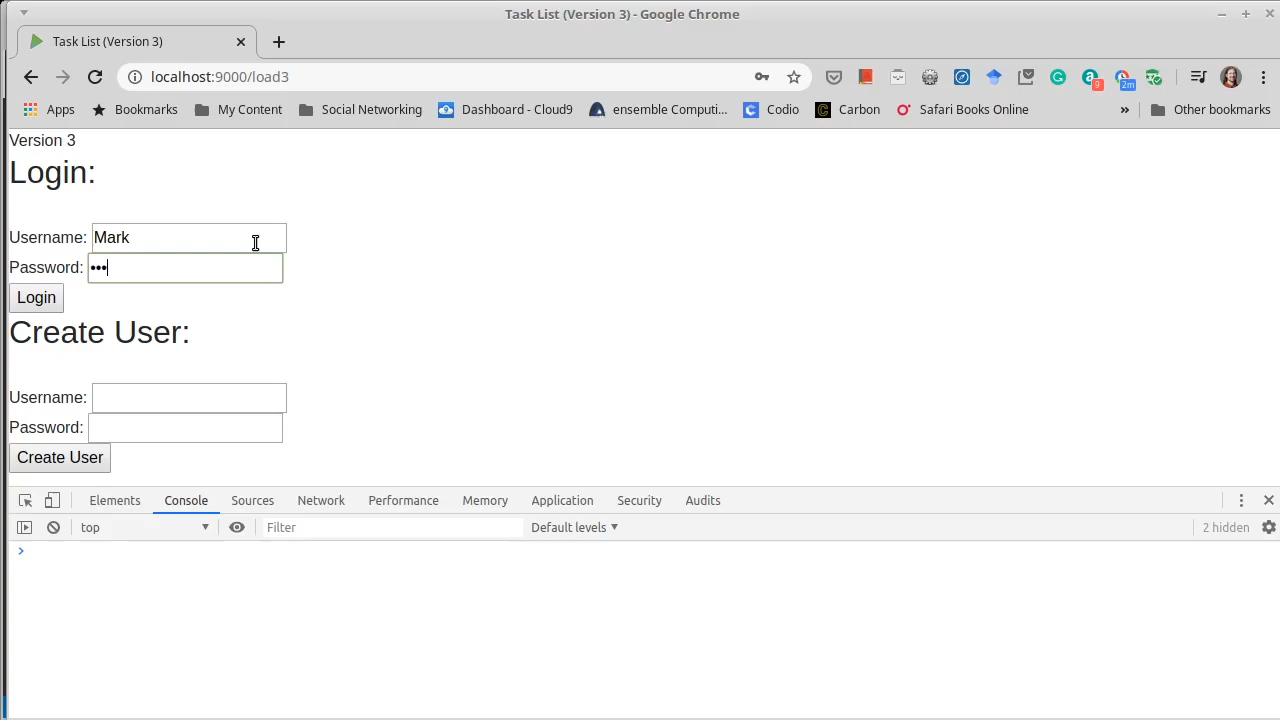 Task List (Version 3) - Google Chrome
Task List (Version 3)
localhost:9000/load3
9
2m
Apps Bookmarks My Content Social Networking Dashboard - Cloud9 ensemble Computi... Codio Carbon Safari Books Online » Other bookmarks
Version 3
Login:
Username: Mark
Password: •••
Login
Create User:
Username:
Password:
Create User
Elements Console Sources Network Performance Memory Application Security Audits
top Filter Default levels 2 hidden
>